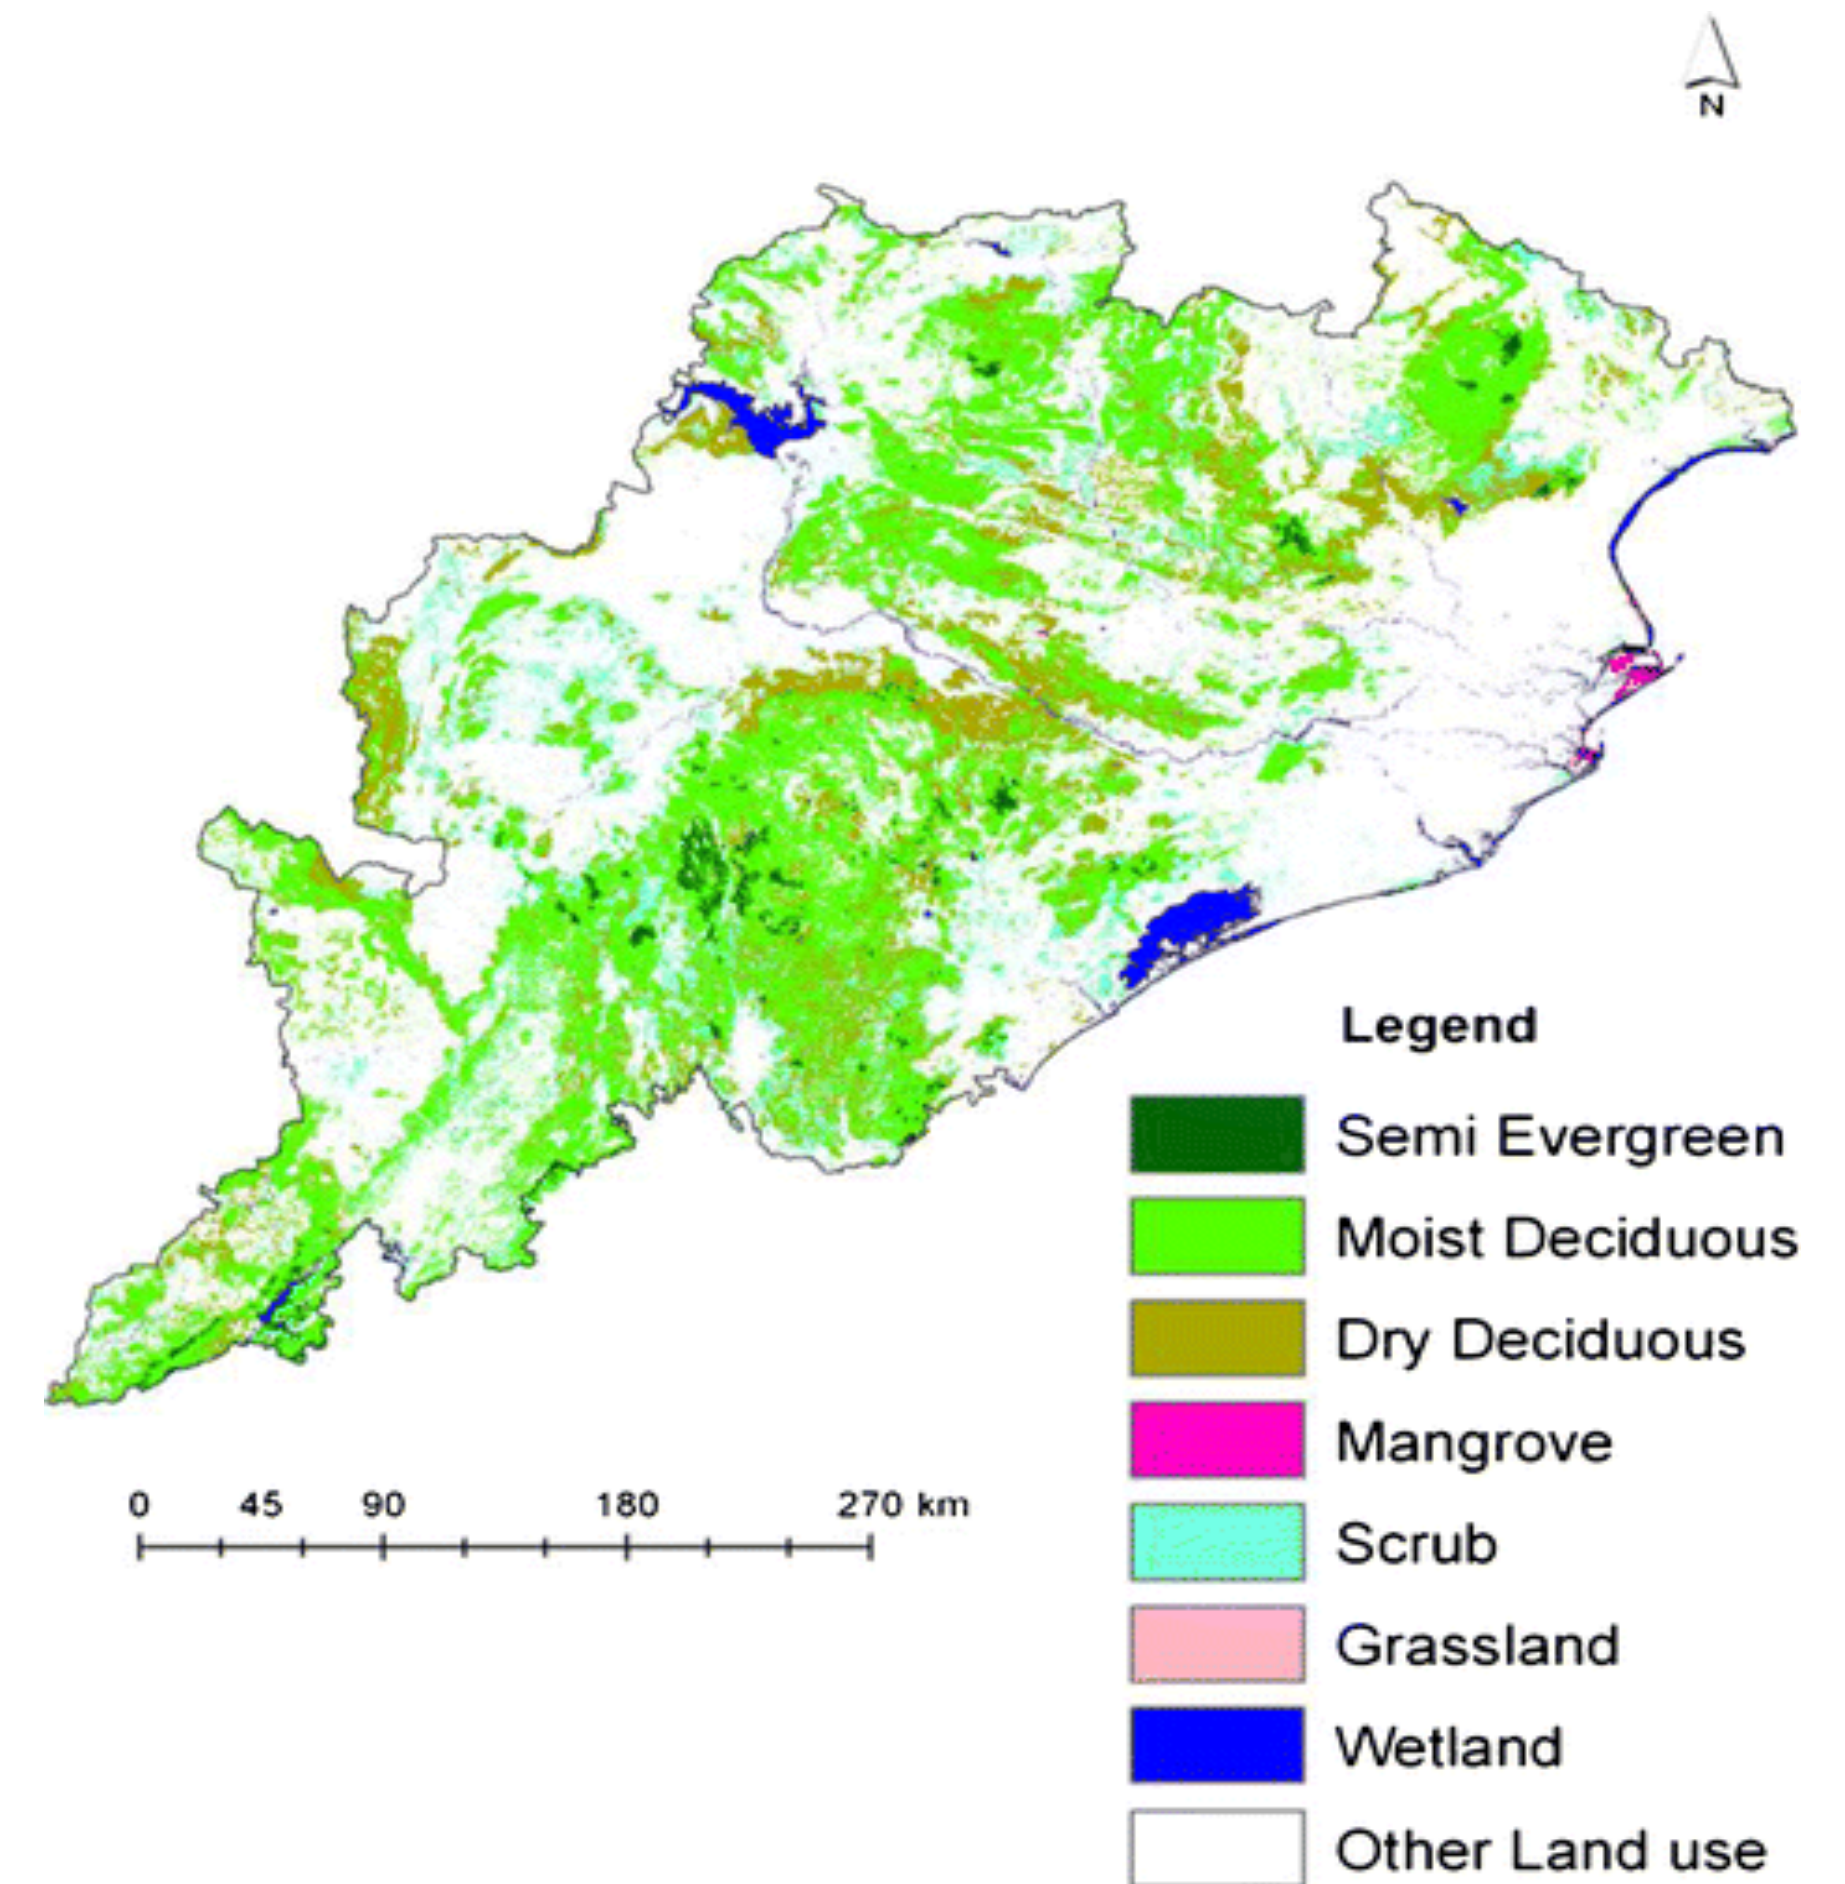 N
Legend
Semi Evergreen
Moist Deciduous
Dry Deciduous
Mangrove
Scrub
Grassland
Wetland
Other Land use
0 45 90 180 270 km